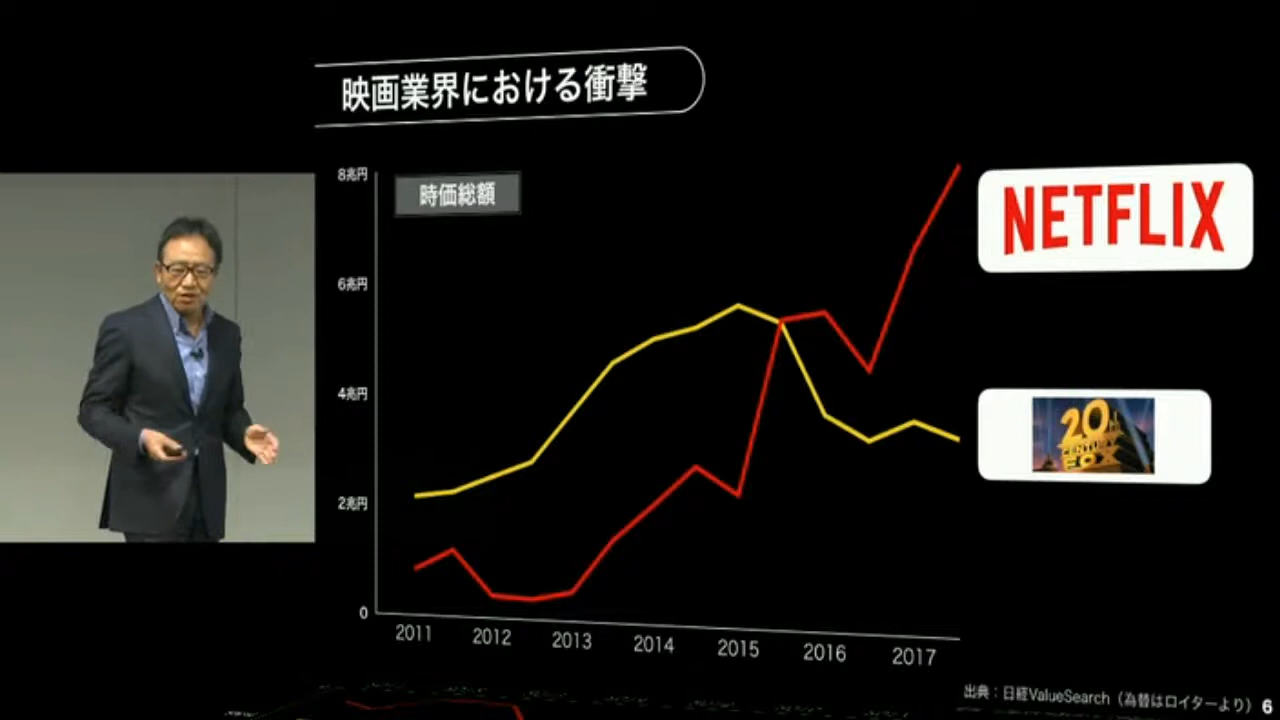 映画業界における衝撃
時価総額
8兆円
6兆円
4兆円
2兆円
0
2011
2012
2013
2014
2015
2016
2017
NETFLIX
20th
CENTURY
FOX
出典：日経ValueSearch（為替はロイターより）
6